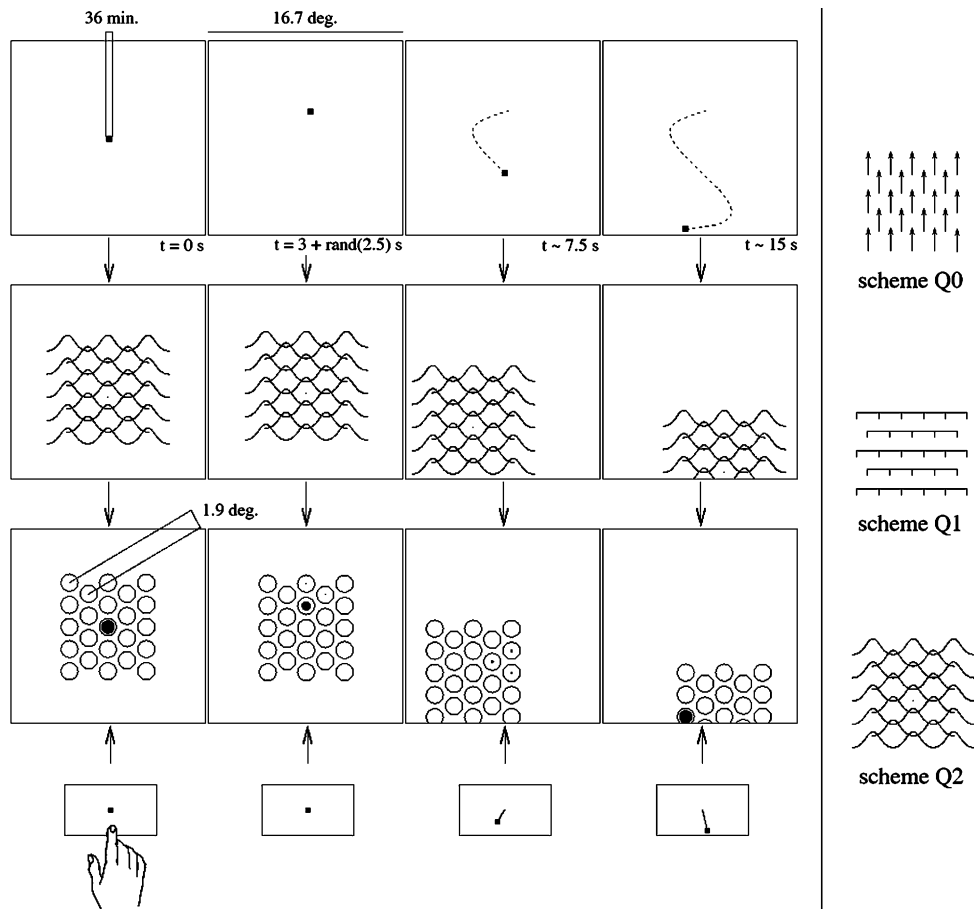 36 min.
16.7 deg.
t = 0 s
t = 3 + rand(2.5) s
t ~ 7.5 s
t ~ 15 s
scheme Q0
1.9 deg.
scheme Q1
scheme Q2